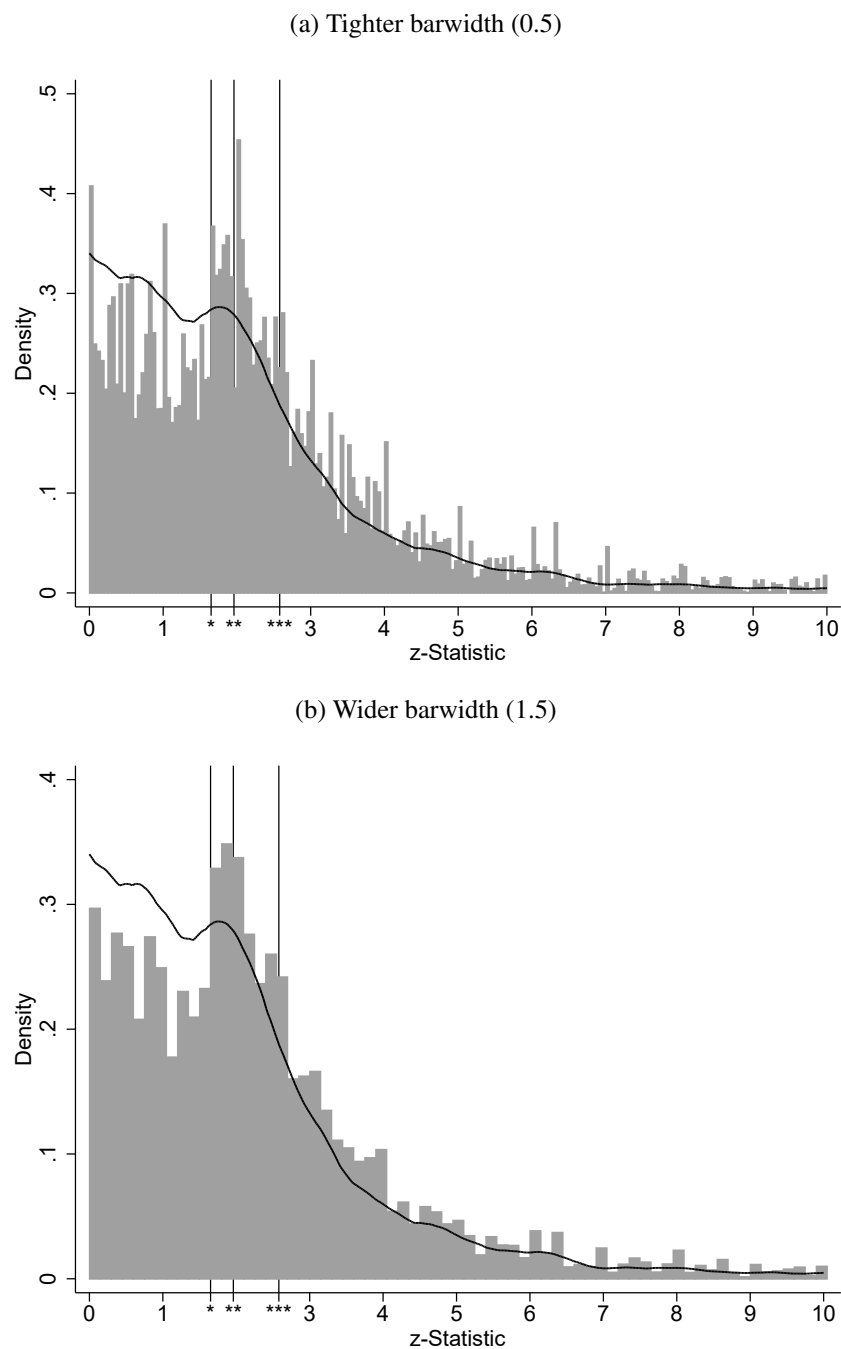 (a) Tighter barwidth (0.5)
.5
.4
.3
.2
.1
0
Density
0 1 * ** *** 3 4 5 6 7 8 9 10
z-Statistic
(b) Wider barwidth (1.5)
.4
.3
.2
.1
0
Density
0 1 * ** *** 3 4 5 6 7 8 9 10
z-Statistic